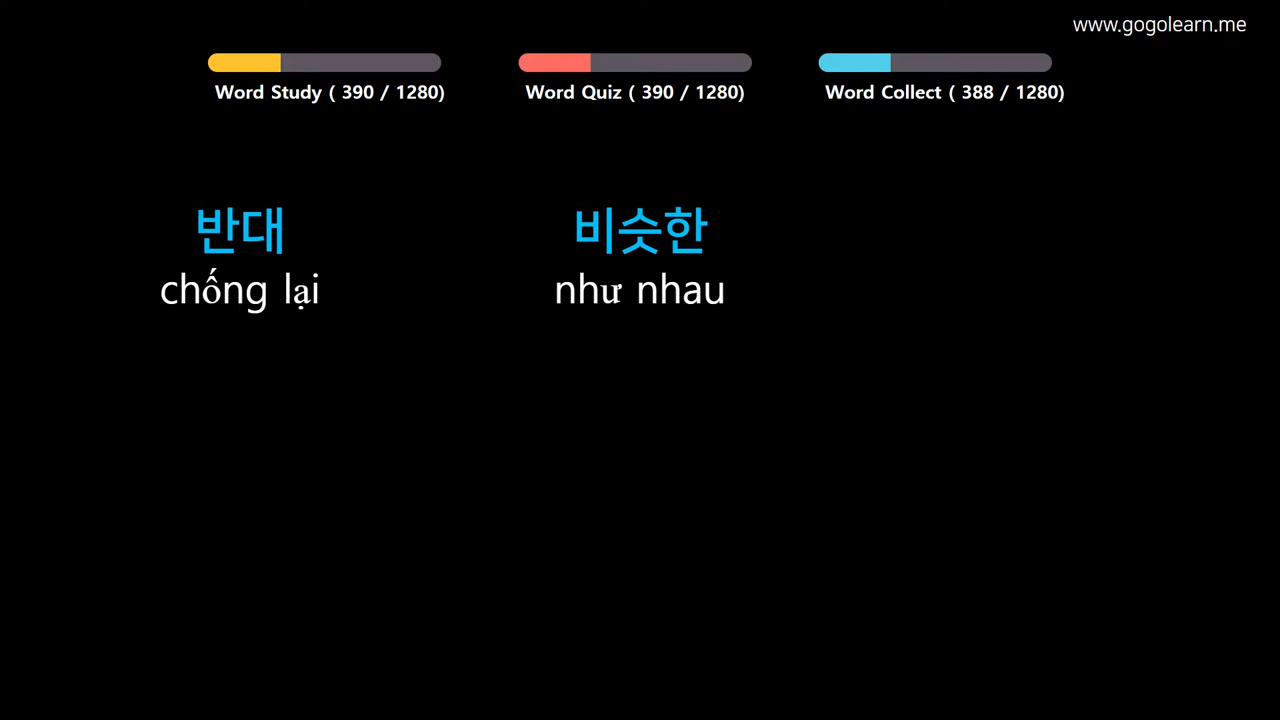 www.gogolearn.me
Word Study ( 390 / 1280)
Word Quiz ( 390 / 1280)
Word Collect ( 388 / 1280)
반대
chống lại
비슷한
như nhau